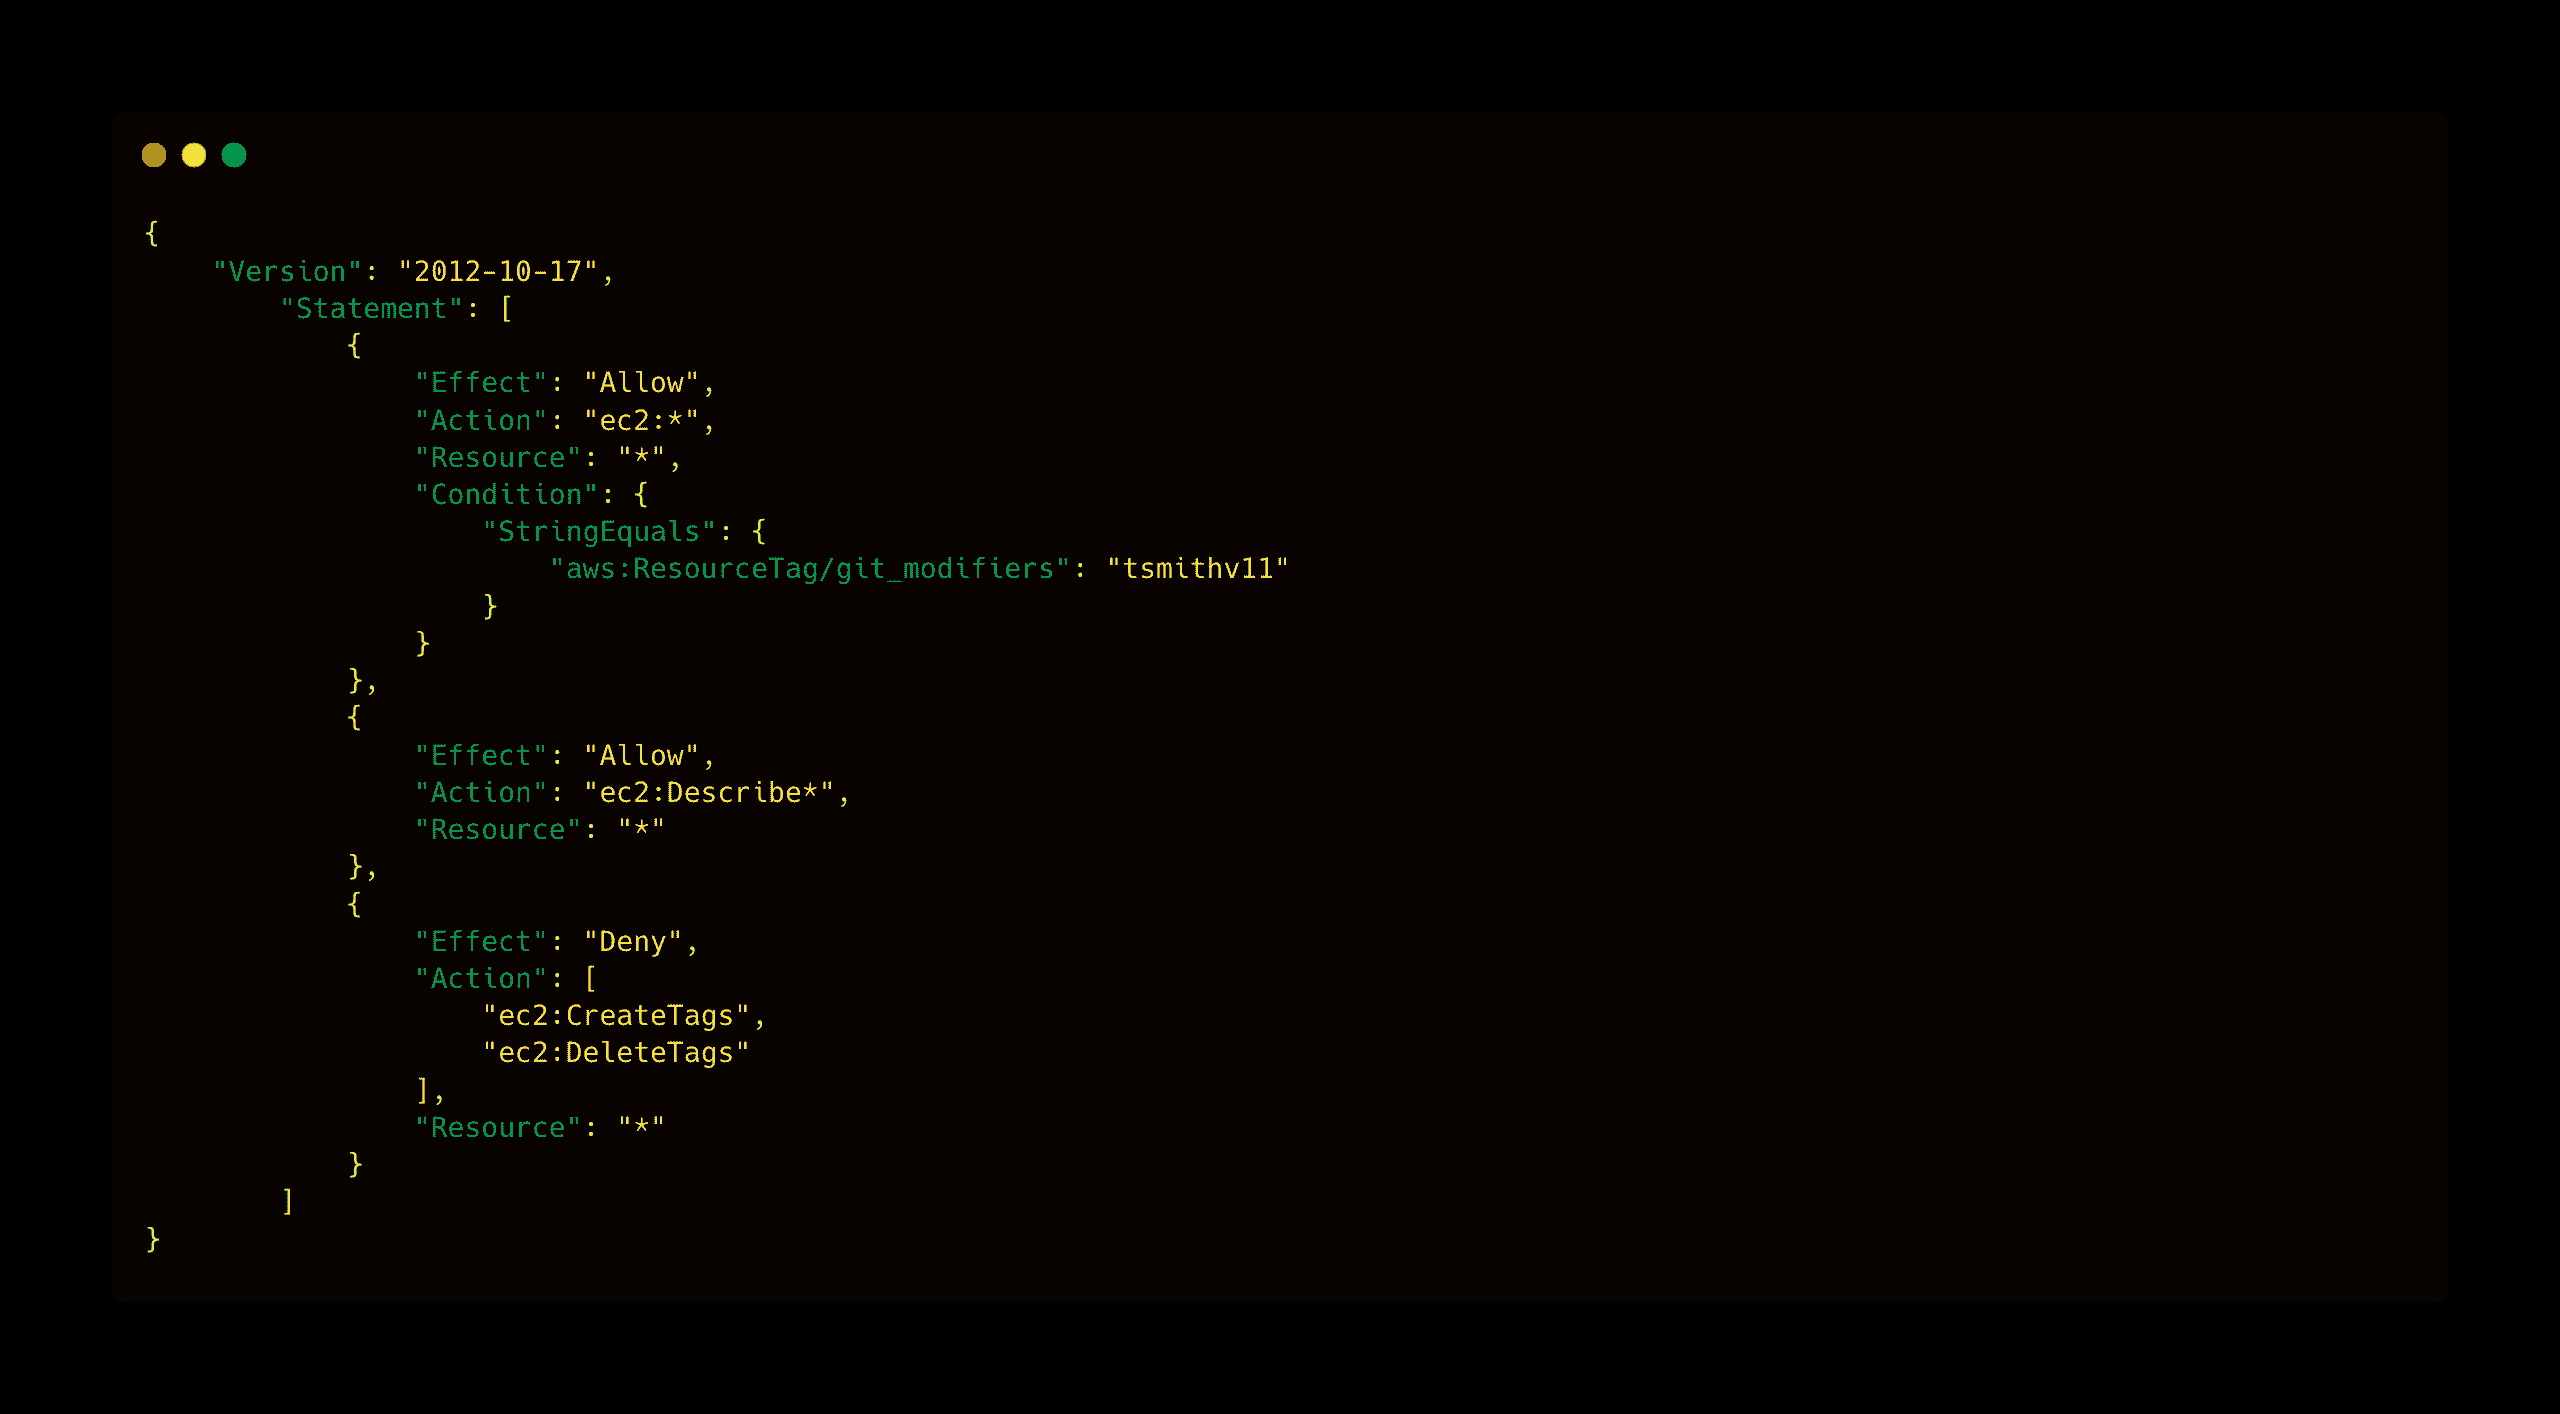 {
    "Version": "2012-10-17",
        "Statement": [
            {
                "Effect": "Allow",
                "Action": "ec2:*",
                "Resource": "*",
                "Condition": {
                    "StringEquals": {
                        "aws:ResourceTag/git_modifiers": "tsmithv11"
                    }
                }
            },
            {
                "Effect": "Allow",
                "Action": "ec2:Describe*",
                "Resource": "*"
            },
            {
                "Effect": "Deny",
                "Action": [
                    "ec2:CreateTags",
                    "ec2:DeleteTags"
                ],
                "Resource": "*"
            }
        ]
}